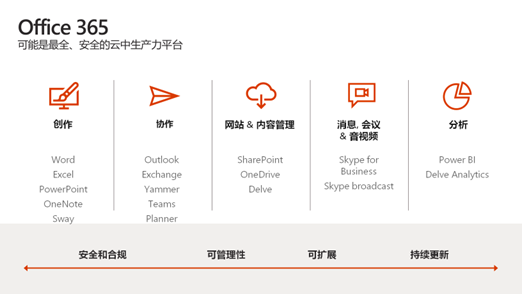 Office 365
可能是最全、安全的云中生产力平台
创作
Word
Excel
PowerPoint
OneNote
Sway
协作
Outlook
Exchange
Yammer
Teams
Planner
网站 & 内容管理
SharePoint
OneDrive
Delve
消息, 会议
& 音视频
Skype for
Business
Skype broadcast
分析
Power BI
Delve Analytics
安全和合规
可管理性
可扩展
持续更新